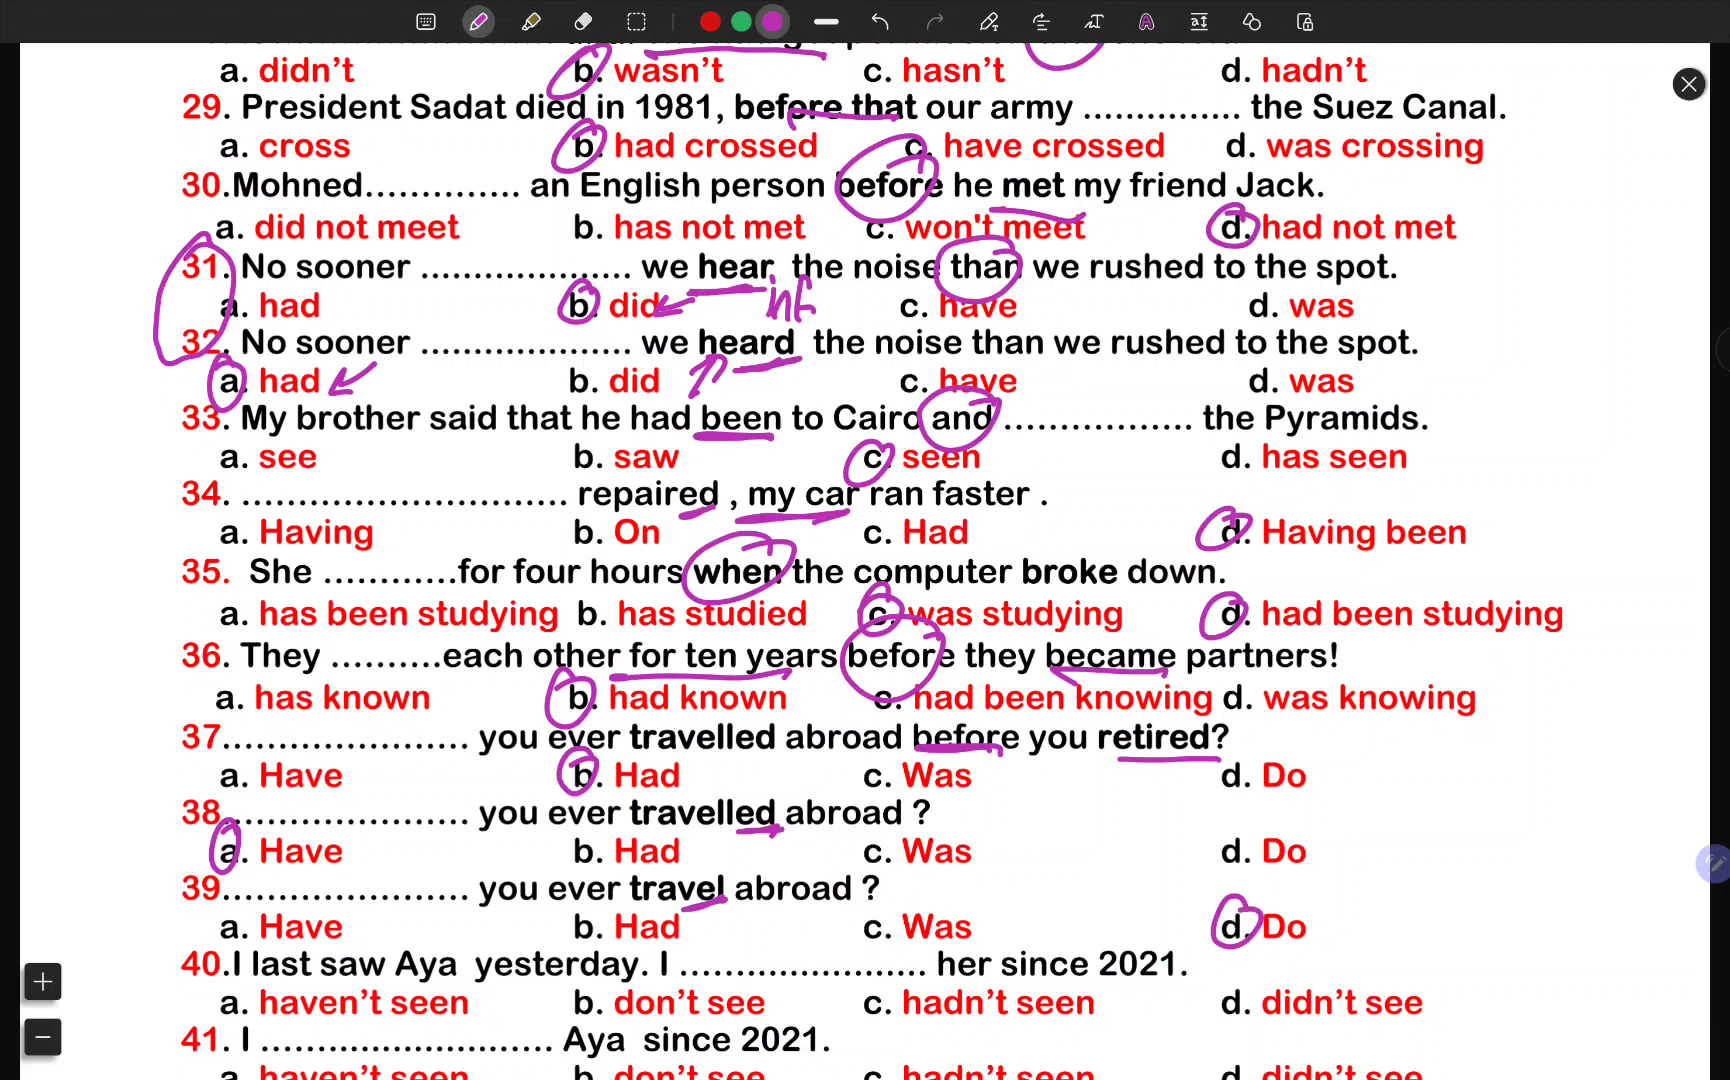 a. didn’t b. wasn’t c. hasn’t d. hadn’t
29. President Sadat died in 1981, before that our army ............... the Suez Canal.
a. cross b. had crossed c. have crossed d. was crossing
30.Mohned.............. an English person before he met my friend Jack.
a. did not meet b. has not met c. won't meet d. had not met
31. No sooner .................... we hear the noise than we rushed to the spot.
inf
a. had b. did c. have d. was
32. No sooner .................... we heard the noise than we rushed to the spot.
a. had b. did c. have d. was
33. My brother said that he had been to Cairo and .................. the Pyramids.
a. see b. saw c. seen d. has seen
34. ............................... repaired , my car ran faster .
a. Having b. On c. Had d. Having been
35. She ............for four hours when the computer broke down.
a. has been studying b. has studied c. was studying d. had been studying
36. They ..........each other for ten years before they became partners!
a. has known b. had known c. had been knowing d. was knowing
37....................... you ever travelled abroad before you retired?
a. Have b. Had c. Was d. Do
38....................... you ever travelled abroad ?
a. Have b. Had c. Was d. Do
39....................... you ever travel abroad ?
a. Have b. Had c. Was d. Do
40.I last saw Aya yesterday. I ........................ her since 2021.
a. haven’t seen b. don’t see c. hadn’t seen d. didn’t see
41. I ............................ Aya since 2021.
a. haven’t seen b. don’t see c. hadn’t seen d. didn’t see